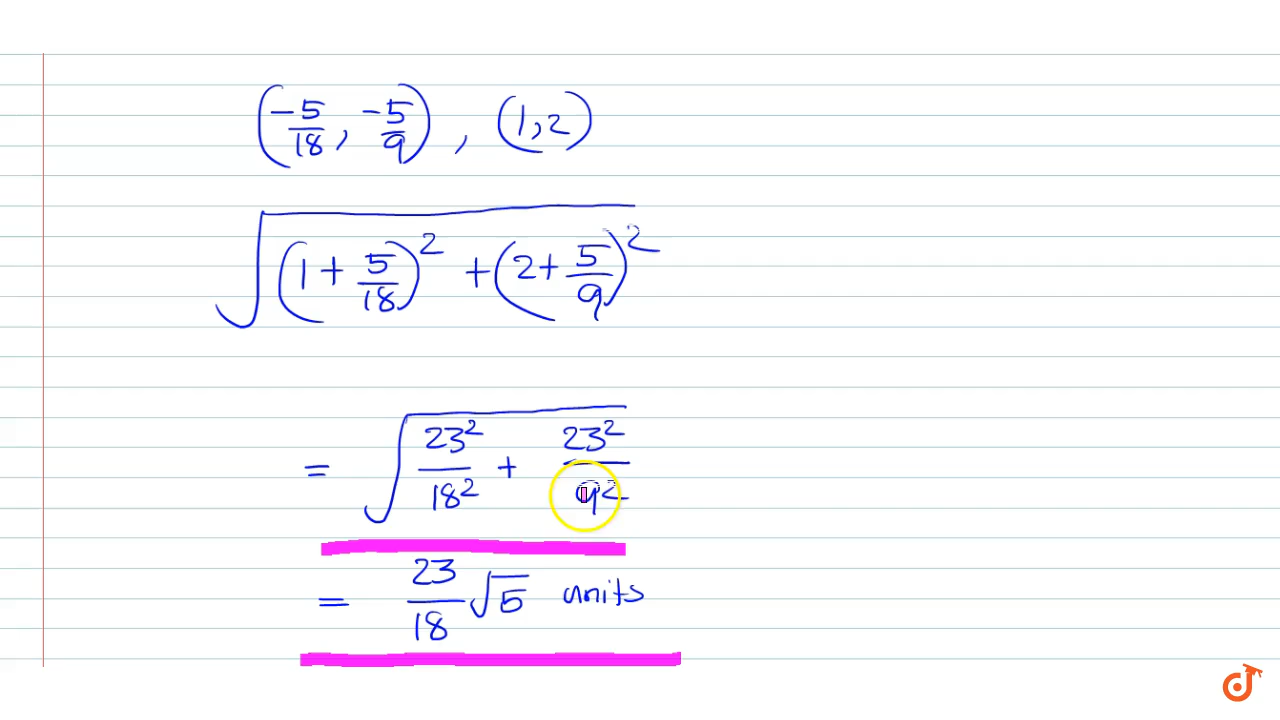 (-5/18, -5/9), (1,2)
√((1+5/18)² + (2+5/9)²)
= √(23²/18² + 23²/9²)
= 23/18 √5 units